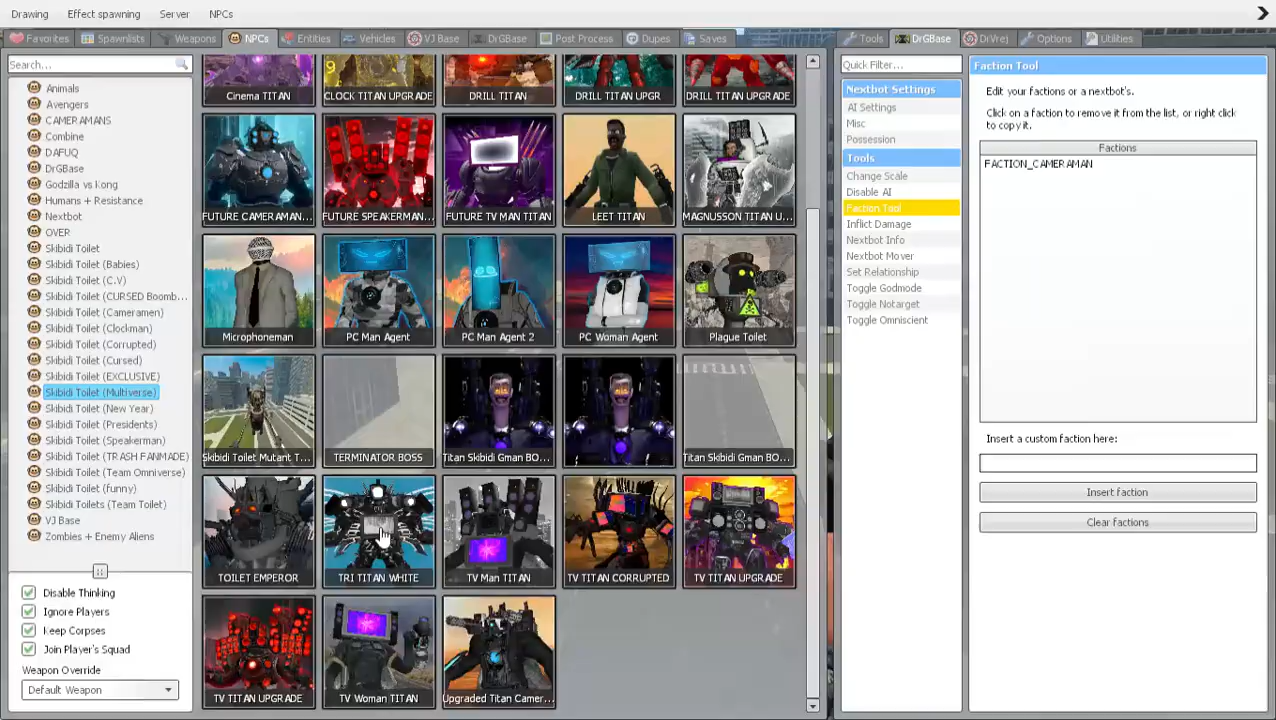 Drawing Effect spawning Server NPCs
Favorites Spawnlists Weapons NPCs Entities Vehicles VJ Base DrGBase Post Process Dupes Saves
Tools DrGBase DrVrej Options Utilities
Search...
Animals
Avengers
CAMERAMANS
Combine
DAFUQ
DrGBase
Godzilla vs Kong
Humans + Resistance
Nextbot
OVER
Skibidi Toilet
Skibidi Toilet (Babies)
Skibidi Toilet (C.V)
Skibidi Toilet (CURSED Boomb...
Skibidi Toilet (Cameramen)
Skibidi Toilet (Clockman)
Skibidi Toilet (Corrupted)
Skibidi Toilet (Cursed)
Skibidi Toilet (EXCLUSIVE)
Skibidi Toilet (Multiverse)
Skibidi Toilet (New Year)
Skibidi Toilet (Presidents)
Skibidi Toilet (Speakerman)
Skibidi Toilet (TRASH FANMADE)
Skibidi Toilet (Team Omniverse)
Skibidi Toilet (funny)
Skibidi Toilets (Team Toilet)
VJ Base
Zombies + Enemy Aliens
Disable Thinking
Ignore Players
Keep Corpses
Join Player's Squad
Weapon Override
Default Weapon
Cinema TITAN CLOCK TITAN UPGRADE DRILL TITAN DRILL TITAN UPGR DRILL TITAN UPGRADE
FUTURE CAMERAMAN... FUTURE SPEAKERMAN... FUTURE TV MAN TITAN LEET TITAN MAGNUSSON TITAN U...
Microphoneman PC Man Agent PC Man Agent 2 PC Woman Agent Plague Toilet
Skibidi Toilet Mutant T... TERMINATOR BOSS Titan Skibidi Gman BO... Titan Skibidi Gman BO...
TOILET EMPEROR TRI TITAN WHITE TV Man TITAN TV TITAN CORRUPTED TV TITAN UPGRADE
TV TITAN UPGRADE TV Woman TITAN Upgraded Titan Camer...
Quick Filter...
Nextbot Settings
AI Settings
Misc
Possession
Tools
Change Scale
Disable AI
Faction Tool
Inflict Damage
Nextbot Info
Nextbot Mover
Set Relationship
Toggle Godmode
Toggle Notarget
Toggle Omniscient
Faction Tool
Edit your factions or a nextbot's.
Click on a faction to remove it from the list, or right click
to copy it.
Factions
FACTION_CAMERAMAN
Insert a custom faction here:
Insert faction
Clear factions